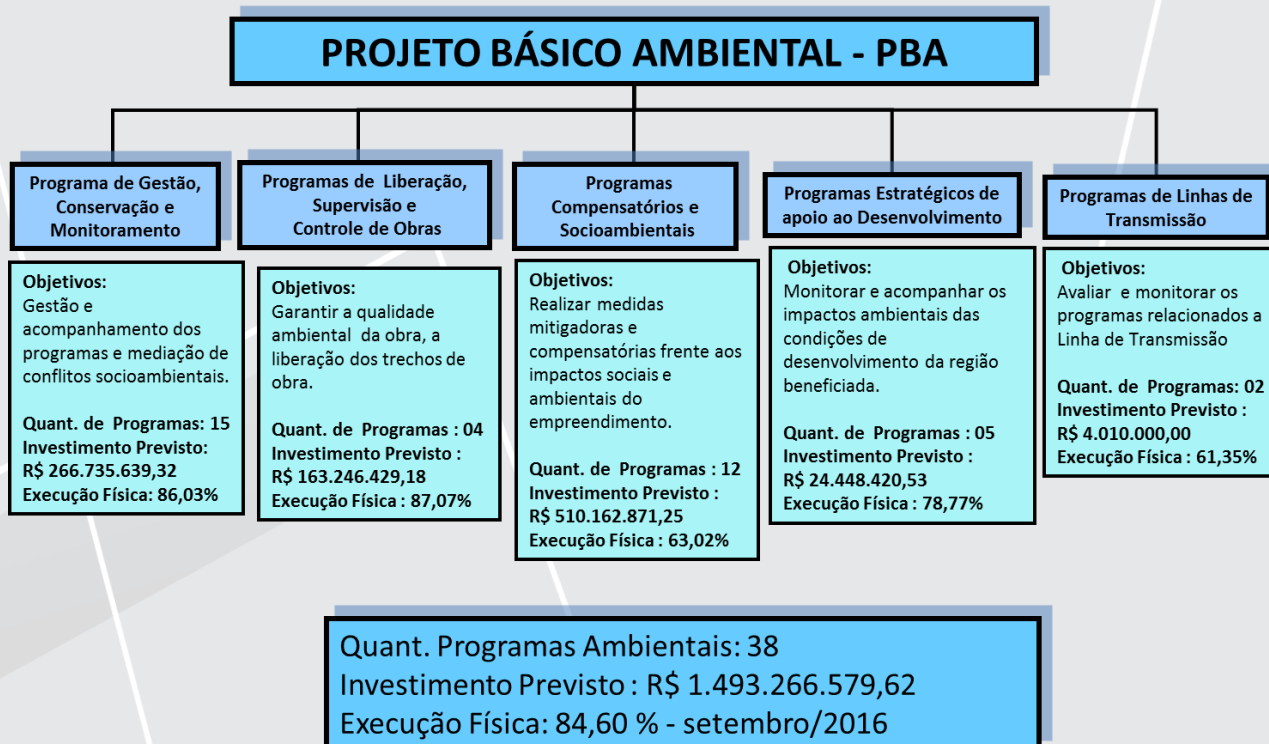 PROJETO BÁSICO AMBIENTAL - PBA
Programa de Gestão,
Conservação e
Monitoramento
Objetivos:
Gestão e
acompanhamento dos
programas e mediação de
conflitos socioambientais.
Quant. de Programas: 15
Investimento Previsto:
R$ 266.735.639,32
Execução Física: 86,03%
Programas de Liberação,
Supervisão e
Controle de Obras
Objetivos:
Garantir a qualidade
ambiental da obra, a
liberação dos trechos de
obra.
Quant. de Programas : 04
Investimento Previsto :
R$ 163.246.429,18
Execução Física : 87,07%
Programas
Compensatórios e
Socioambientais
Objetivos:
Realizar medidas
mitigadoras e
compensatórias frente aos
impactos sociais e
ambientais do
empreendimento.
Quant. de Programas : 12
Investimento Previsto :
R$ 510.162.871,25
Execução Física : 63,02%
Programas Estratégicos de
apoio ao Desenvolvimento
Objetivos:
Monitorar e acompanhar os
impactos ambientais das
condições de
desenvolvimento da região
beneficiada.
Quant. de Programas : 05
Investimento Previsto :
R$ 24.448.420,53
Execução Física : 78,77%
Programas de Linhas de
Transmissão
Objetivos:
Avaliar e monitorar os
programas relacionados a
Linha de Transmissão
Quant. de Programas: 02
Investimento Previsto :
R$ 4.010.000,00
Execução Física : 61,35%
Quant. Programas Ambientais: 38
Investimento Previsto : R$ 1.493.266.579,62
Execução Física: 84,60 % - setembro/2016